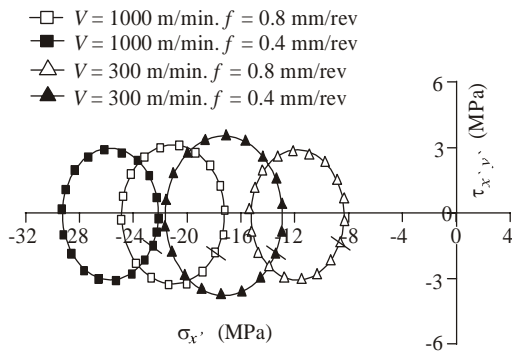 V = 1000 m/min. f = 0.8 mm/rev
V = 1000 m/min. f = 0.4 mm/rev
V = 300 m/min. f = 0.8 mm/rev
V = 300 m/min. f = 0.4 mm/rev
6
3
0
-3
-6
τx`y` (MPa)
-32 -28 -24 -20 -16 -12 -8 -4 0 4
σx’ (MPa)